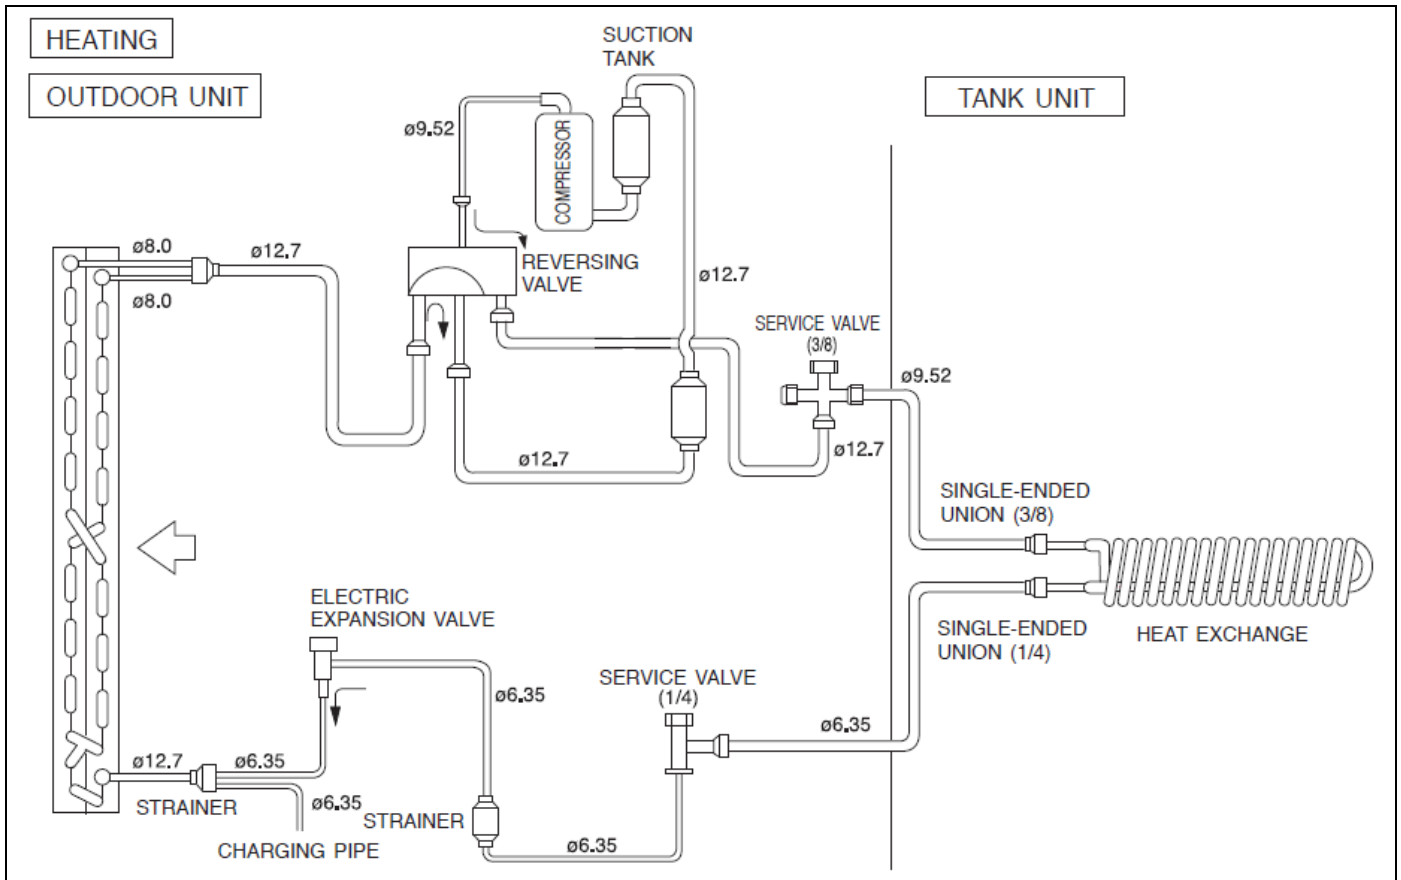 HEATING
OUTDOOR UNIT
SUCTION
TANK
TANK UNIT
ø9.52
COMPRESSOR
ø8.0
ø12.7
ø8.0
REVERSING
VALVE
ø12.7
SERVICE VALVE
(3/8)
ø9.52
ø12.7
ø12.7
SINGLE-ENDED
UNION (3/8)
ELECTRIC
EXPANSION VALVE
SINGLE-ENDED
UNION (1/4)
HEAT EXCHANGE
SERVICE VALVE
(1/4)
ø6.35
ø6.35
ø12.7
ø6.35
STRAINER
ø6.35
STRAINER
CHARGING PIPE
ø6.35